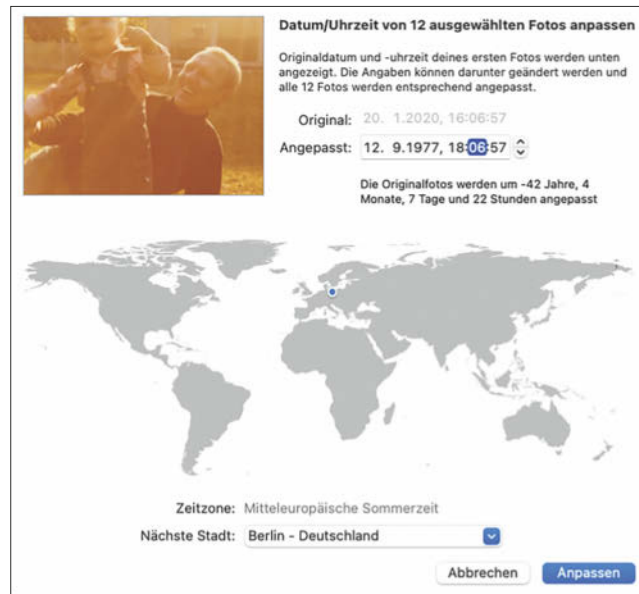 Datum/Uhrzeit von 12 ausgewählten Fotos anpassen
Originaldatum und -uhrzeit deines ersten Fotos werden unten
angezeigt. Die Angaben können darunter geändert werden und
alle 12 Fotos werden entsprechend angepasst.
Original: 20. 1.2020, 16:06:57
Angepasst: 12. 9.1977, 18:06:57
Die Originalfotos werden um -42 Jahre, 4
Monate, 7 Tage und 22 Stunden angepasst
Zeitzone: Mitteleuropäische Sommerzeit
Nächste Stadt: Berlin - Deutschland
Abbrechen Anpassen